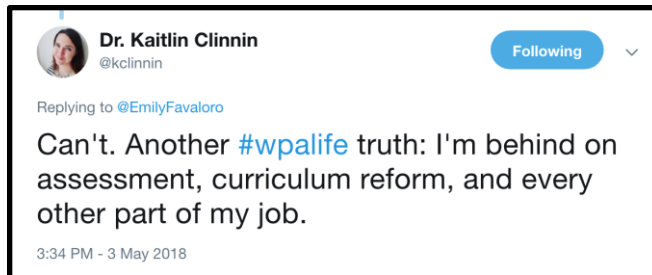 Dr. Kaitlin Clinnin
@kclinnin
Following
Replying to @EmilyFavaloro
Can't. Another #wpalife truth: I'm behind on
assessment, curriculum reform, and every
other part of my job.
3:34 PM - 3 May 2018